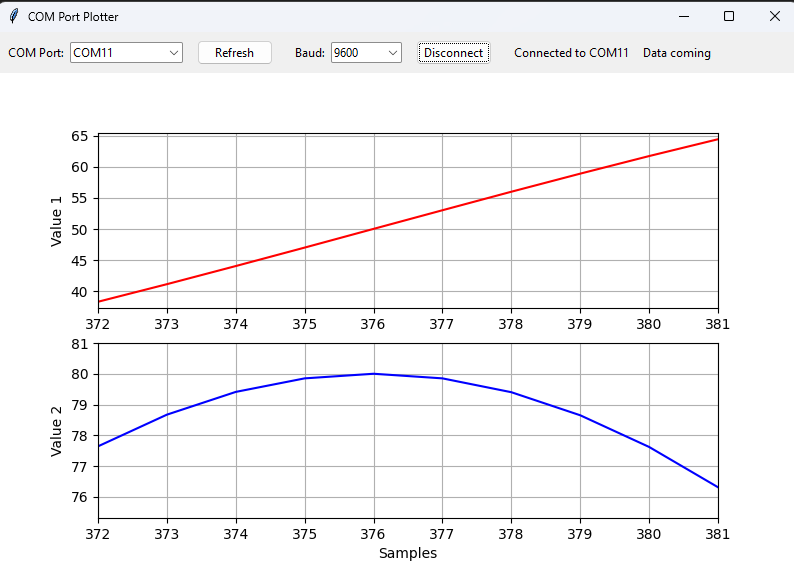 COM Port Plotter
COM Port: COM11 Refresh Baud: 9600 Disconnect Connected to COM11 Data coming
65
60
55
50
45
40
Value 1
372 373 374 375 376 377 378 379 380 381
81
80
79
78
77
76
Value 2
372 373 374 375 376 377 378 379 380 381
Samples